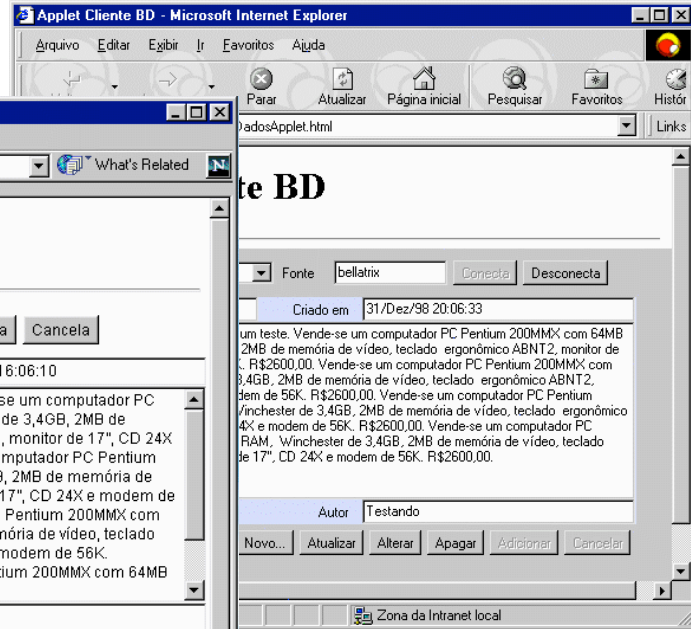 Applet Cliente BD - Microsoft Internet Explorer
Arquivo Editar Exibir Ir Favoritos Ajuda
Parar Atualizar Página inicial Pesquisar Favoritos Histór
DadosApplet.html Links
What's Related N
te BD
Fonte bellatrix Conecta Desconecta
a Cancela
Criado em 31/Dez/98 20:06:33
16:06:10
um teste. Vende-se um computador PC Pentium 200MMX com 64MB
2MB de memória de vídeo, teclado ergonômico ABNT2, monitor de
. R$2600,00. Vende-se um computador PC Pentium 200MMX com
3,4GB, 2MB de memória de vídeo, teclado ergonômico ABNT2,
dem de 56K. R$2600,00. Vende-se um computador PC Pentium
Vinchester de 3,4GB, 2MB de memória de vídeo, teclado ergonômico
4X e modem de 56K. R$2600,00. Vende-se um computador PC
RAM, Winchester de 3,4GB, 2MB de memória de vídeo, teclado
de 17", CD 24X e modem de 56K. R$2600,00.
se um computador PC
de 3,4GB, 2MB de
, monitor de 17", CD 24X
mputador PC Pentium
, 2MB de memória de
17", CD 24X e modem de
Pentium 200MMX com
mória de vídeo, teclado
modem de 56K.
tium 200MMX com 64MB
Autor Testando
Novo... Atualizar Alterar Apagar Adicionar Cancelar
Zona da Intranet local